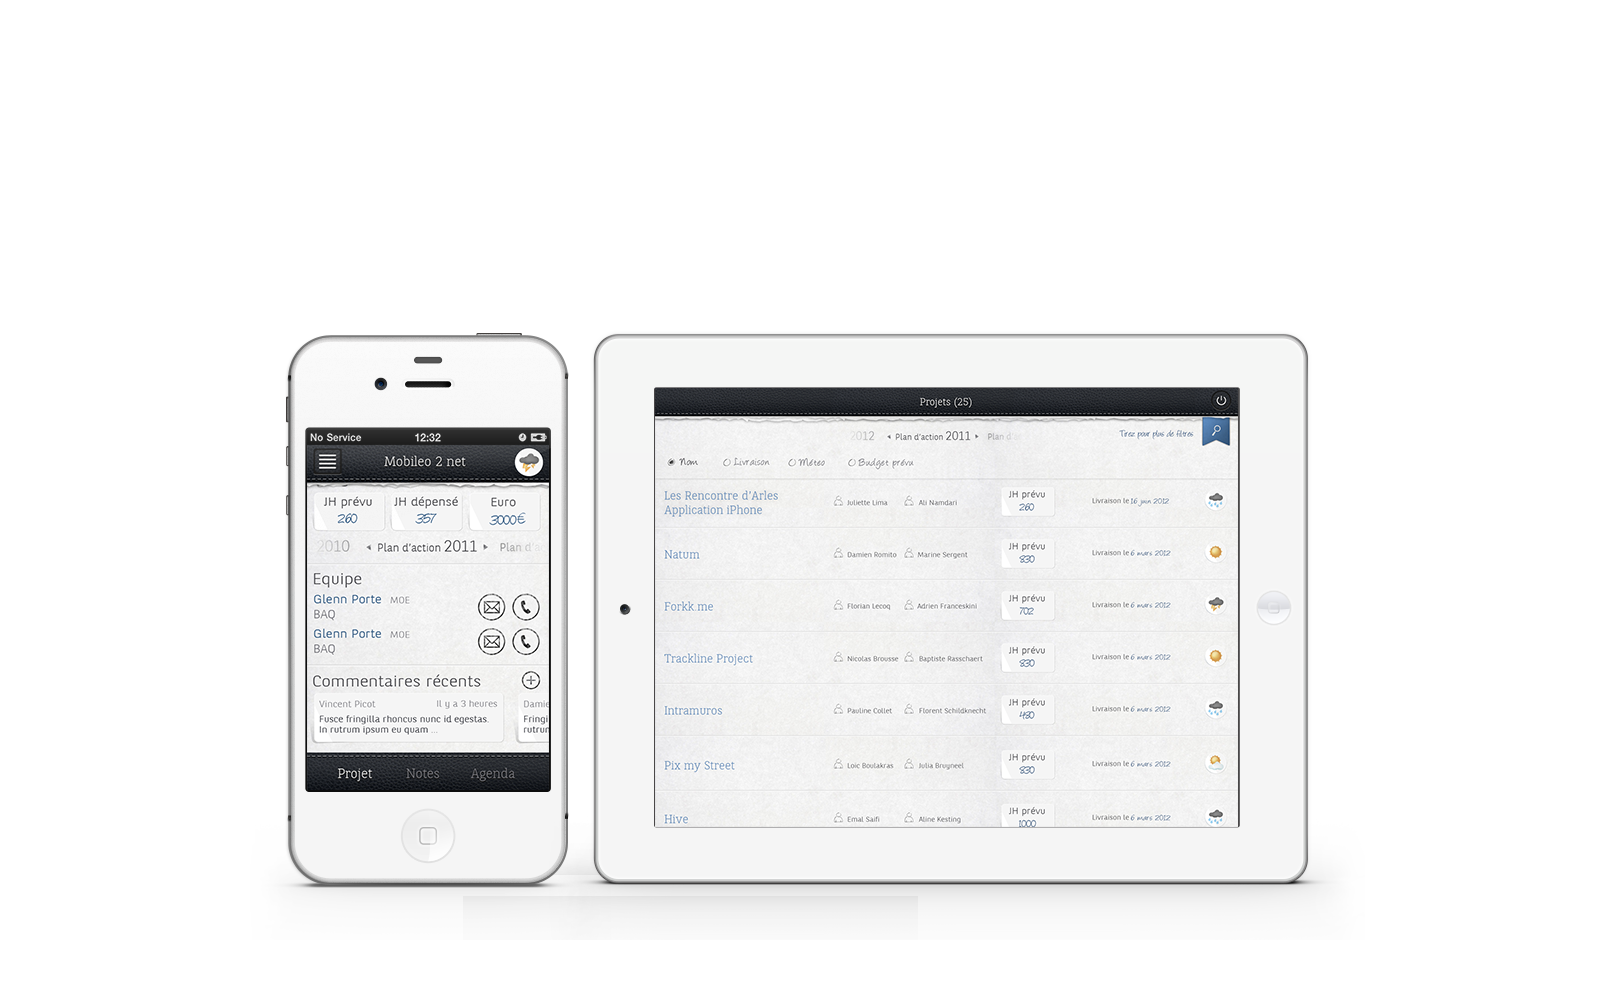 No Service 12:32
Mobileo 2 net
JH prévu JH dépensé Euro
260 357 3000€
2010 Plan d'action 2011 Plan d'a
Equipe
Glenn Porte MOE
BAQ
Glenn Porte MOE
BAQ
Commentaires récents
Vincent Picot Il y a 3 heures
Fusce fringilla rhoncus nunc id egestas.
In rutrum ipsum eu quam ...
Damie
Fringi
rutrun
Projet Notes Agenda
Projets (25)
2012 Plan d'action 2011 Plan d'a
Tirez pour plus de filtres
Nom Livraison Méteo Budget prévu
Les Rencontre d'Arles
Application iPhone
Juliette Lima Ali Namdari
JH prévu
260
Livraison le 16 juin 2012
Natum
Damien Romito Marine Sergent
JH prévu
830
Livraison le 6 mars 2012
Forkk.me
Florian Lecoq Adrien Franceskini
JH prévu
702
Livraison le 6 mars 2012
Trackline Project
Nicolas Brousse Baptiste Rasschaert
JH prévu
830
Livraison le 6 mars 2012
Intramuros
Pauline Collet Florent Schildknecht
JH prévu
480
Livraison le 6 mars 2012
Pix my Street
Loic Boulakras Julia Bruyneel
JH prévu
830
Livraison le 6 mars 2012
Hive
Emal Saifi Aline Kesting
JH prévu
1000
Livraison le 6 mars 2012